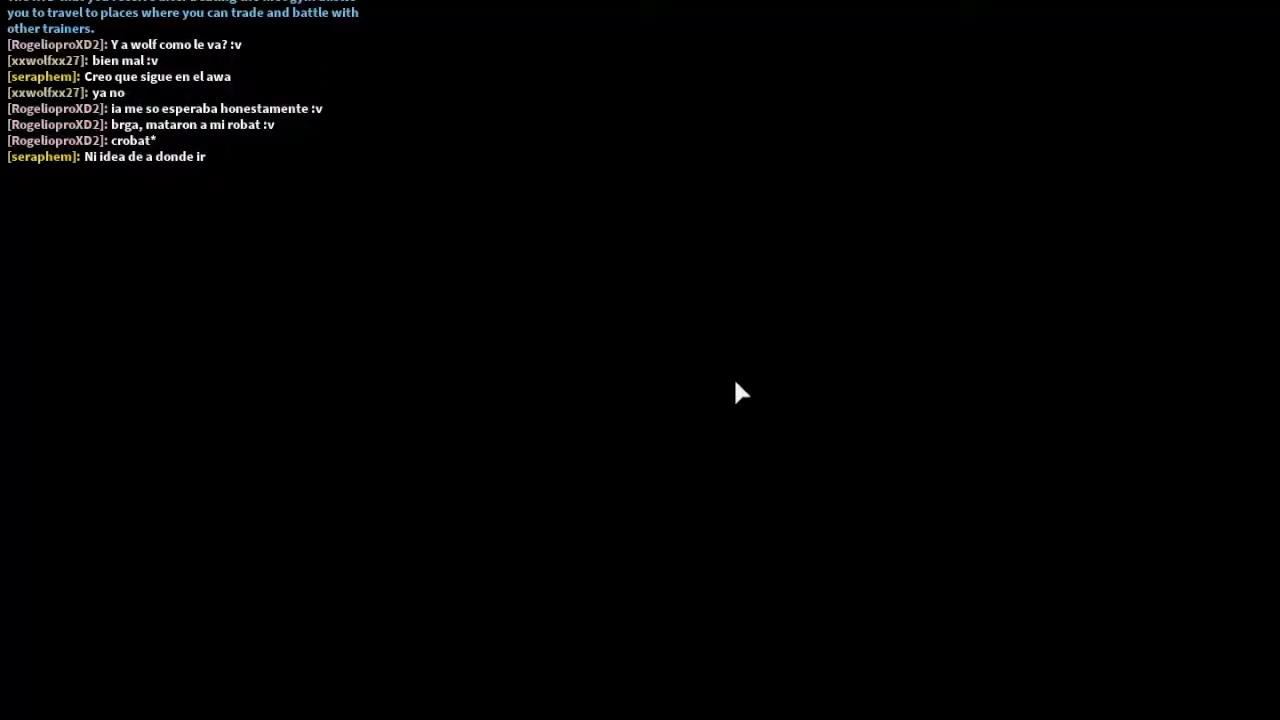 you to travel to places where you can trade and battle with
other trainers.
[RogelioproXD2]: Y a wolf como le va? :v
[xxwolfxx27]: bien mal :v
[seraphem]: Creo que sigue en el awa
[xxwolfxx27]: ya no
[RogelioproXD2]: ia me so esperaba honestamente :v
[RogelioproXD2]: brga, mataron a mi robat :v
[RogelioproXD2]: crobat*
[seraphem]: Ni idea de a donde ir